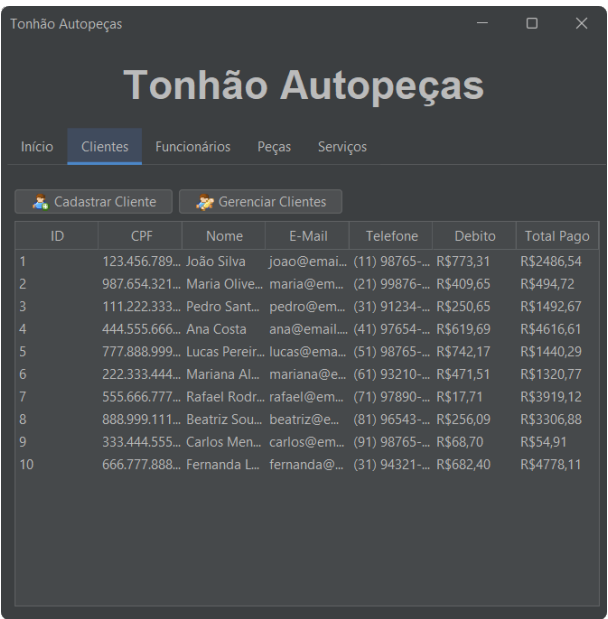 Tonhão Autopeças
Tonhão Autopeças
Início Clientes Funcionários Peças Serviços
Cadastrar Cliente Gerenciar Clientes
ID CPF Nome E-Mail Telefone Debito Total Pago
1 123.456.789... João Silva joao@emai... (11) 98765-... R$773,31 R$2486,54
2 987.654.321... Maria Olive... maria@em... (21) 99876-... R$409,65 R$494,72
3 111.222.333... Pedro Sant... pedro@em... (31) 91234-... R$250,65 R$1492,67
4 444.555.666... Ana Costa ana@email.... (41) 97654-... R$619,69 R$4616,61
5 777.888.999... Lucas Pereir... lucas@ema... (51) 98765-... R$742,17 R$1440,29
6 222.333.444... Mariana Al... mariana@e... (61) 93210-... R$471,51 R$1320,77
7 555.666.777... Rafael Rodr... rafael@em... (71) 97890-... R$17,71 R$3919,12
8 888.999.111... Beatriz Sou... beatriz@e... (81) 96543-... R$256,09 R$3306,88
9 333.444.555... Carlos Men... carlos@em... (91) 98765-... R$68,70 R$54,91
10 666.777.888... Fernanda L... fernanda@... (31) 94321-... R$682,40 R$4778,11